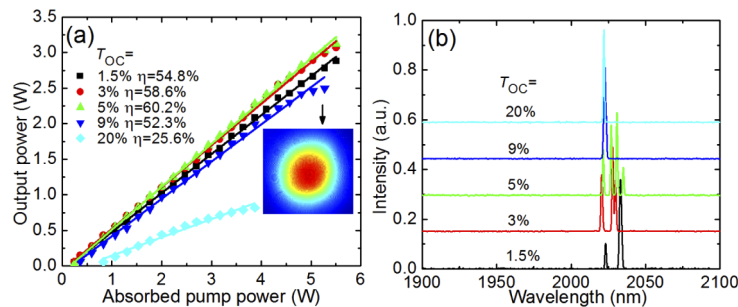 (a)
T_OC=
1.5% η=54.8%
3% η=58.6%
5% η=60.2%
9% η=52.3%
20% η=25.6%
Output power (W)
3.5
3.0
2.5
2.0
1.5
1.0
0.5
0.0
0 1 2 3 4 5 6
Absorbed pump power (W)
(b)
T_OC=
20%
9%
5%
3%
1.5%
Intensity (a.u.)
1.0
0.8
0.6
0.4
0.2
0.0
1900 1950 2000 2050 2100
Wavelength (nm)